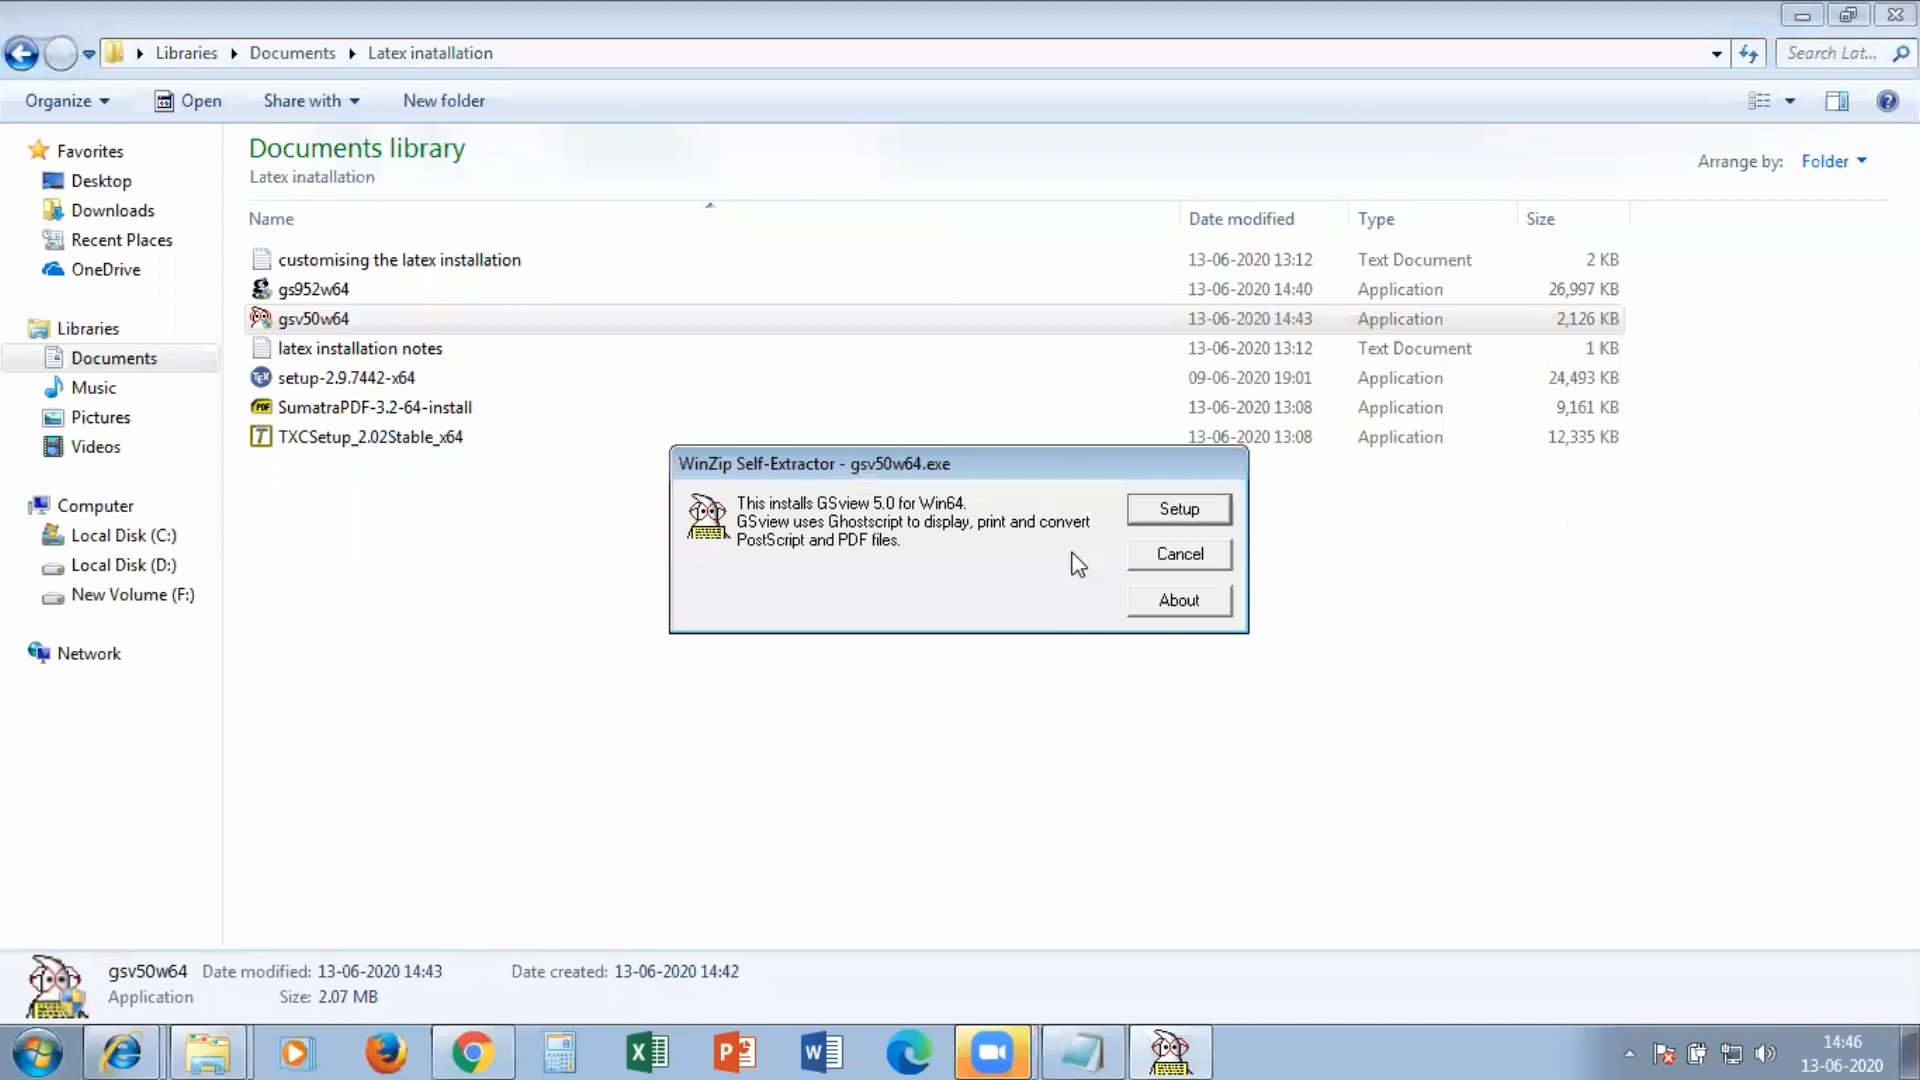 Libraries
Documents
Latex inatallation
Search Lat...
Organize
Open
Share with
New folder
Favorites
Desktop
Downloads
Recent Places
OneDrive
Libraries
Documents
Music
Pictures
Videos
Computer
Local Disk (C:)
Local Disk (D:)
New Volume (F:)
Network
Documents library
Latex inatallation
Arrange by: Folder
Name Date modified Type Size
customising the latex installation 13-06-2020 13:12 Text Document 2 KB
gs952w64 13-06-2020 14:40 Application 26,997 KB
gsv50w64 13-06-2020 14:43 Application 2,126 KB
latex installation notes 13-06-2020 13:12 Text Document 1 KB
setup-2.9.7442-x64 09-06-2020 19:01 Application 24,493 KB
SumatraPDF-3.2-64-install 13-06-2020 13:08 Application 9,161 KB
TXCSetup_2.02Stable_x64 13-06-2020 13:08 Application 12,335 KB
WinZip Self-Extractor - gsv50w64.exe
This installs GSview 5.0 for Win64.
GSview uses Ghostscript to display, print and convert
PostScript and PDF files.
Setup
Cancel
About
gsv50w64 Date modified: 13-06-2020 14:43 Date created: 13-06-2020 14:42
Application Size: 2.07 MB
14:46
13-06-2020